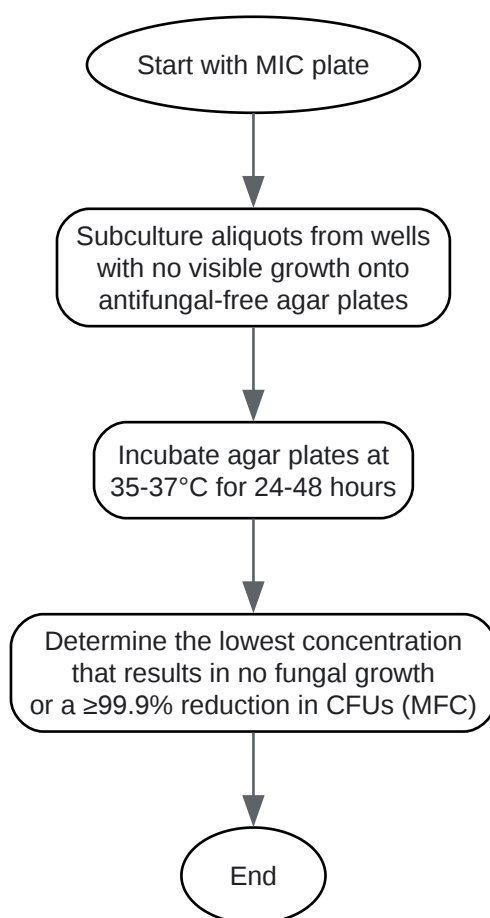 Start with MIC plate
Subculture aliquots from wells
with no visible growth onto
antifungal-free agar plates
Incubate agar plates at
35-37°C for 24-48 hours
Determine the lowest concentration
that results in no fungal growth
or a ≥99.9% reduction in CFUs (MFC)
End